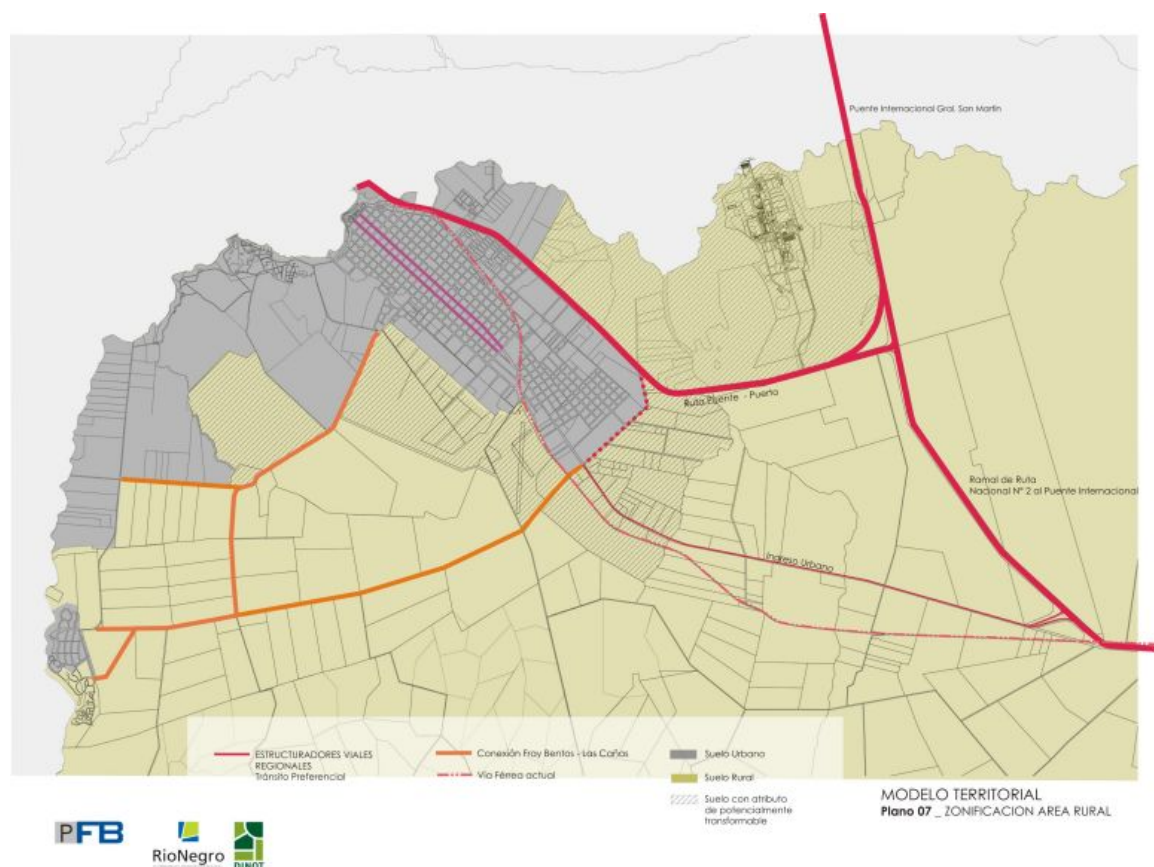 Puente Internacional Gral. San Martín
Ruta Puente - Puerto
Ramal de Ruta
Nacional Nº 2 al Puente Internacional
Ingreso Urbano
ESTRUCTURADORES VIALES
REGIONALES
Tránsito Preferencial
Conexión Fray Bentos - Las Cañas
Vía Férrea actual
Suelo Urbano
Suelo Rural
Suelo con atributo
de potencialmente
transformable
MODELO TERRITORIAL
Plano 07 _ ZONIFICACION AREA RURAL
PFB
RioNegro
DINOT